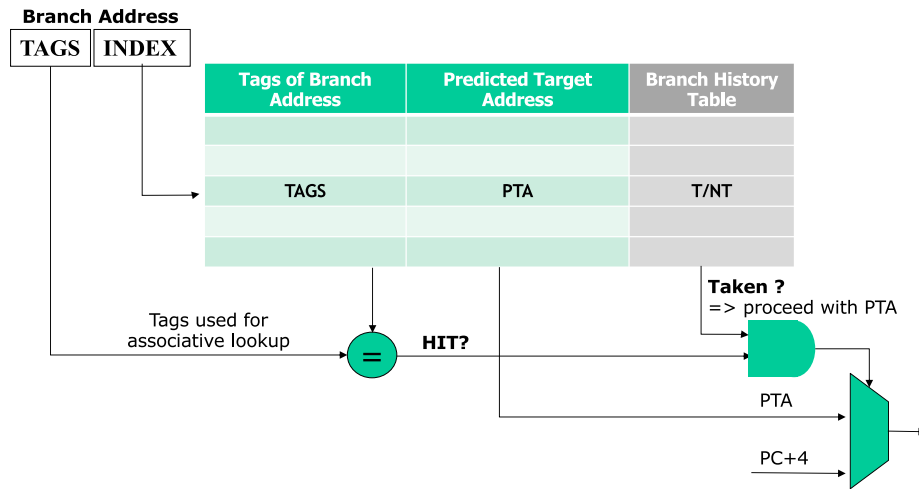 Branch Address
TAGS INDEX
Tags of Branch
Address
Predicted Target
Address
Branch History
Table
TAGS PTA T/NT
Taken ?
=> proceed with PTA
Tags used for
associative lookup
=
HIT?
PTA
PC+4